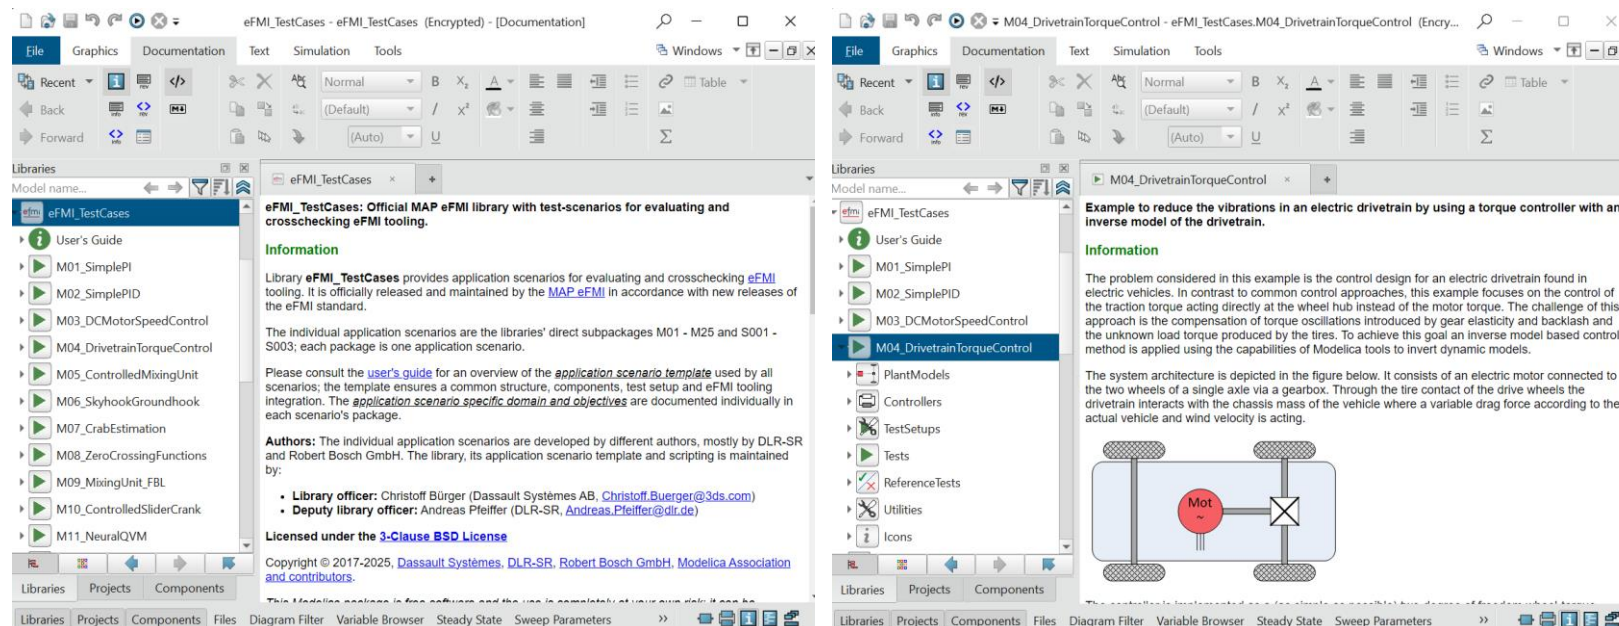 eFMI_TestCases - eFMI_TestCases (Encrypted) - [Documentation]
File Graphics Documentation Text Simulation Tools Windows
Recent Normal B X₂ A Table
Back (Default) I x²
Forward (Auto) U Σ
Libraries
Model name...
eFMI_TestCases
User's Guide
M01_SimplePI
M02_SimplePID
M03_DCMotorSpeedControl
M04_DrivetrainTorqueControl
M05_ControlledMixingUnit
M06_SkyhookGroundhook
M07_CrabEstimation
M08_ZeroCrossingFunctions
M09_MixingUnit_FBL
M10_ControlledSliderCrank
M11_NeuralQVM
Libraries Projects Components
eFMI_TestCases × +
eFMI_TestCases: Official MAP eFMI library with test-scenarios for evaluating and
crosschecking eFMI tooling.
Information
Library eFMI_TestCases provides application scenarios for evaluating and crosschecking eFMI
tooling. It is officially released and maintained by the MAP eFMI in accordance with new releases of
the eFMI standard.
The individual application scenarios are the libraries' direct subpackages M01 - M25 and S001 -
S003; each package is one application scenario.
Please consult the user's guide for an overview of the application scenario template used by all
scenarios; the template ensures a common structure, components, test setup and eFMI tooling
integration. The application scenario specific domain and objectives are documented individually in
each scenario's package.
Authors: The individual application scenarios are developed by different authors, mostly by DLR-SR
and Robert Bosch GmbH. The library, its application scenario template and scripting is maintained
by:
• Library officer: Christoff Bürger (Dassault Systèmes AB, Christoff.Buerger@3ds.com)
• Deputy library officer: Andreas Pfeiffer (DLR-SR, Andreas.Pfeiffer@dlr.de)
Licensed under the 3-Clause BSD License
Copyright © 2017-2025, Dassault Systèmes, DLR-SR, Robert Bosch GmbH, Modelica Association
and contributors.
This Modelica package is free software and the use is completely at your own risk; it can be
Libraries Projects Components Files Diagram Filter Variable Browser Steady State Sweep Parameters »
M04_DrivetrainTorqueControl - eFMI_TestCases.M04_DrivetrainTorqueControl (Encry...
File Graphics Documentation Text Simulation Tools Windows
Recent Normal B X₂ A Table
Back (Default) I x²
Forward (Auto) U Σ
Libraries
Model name...
eFMI_TestCases
User's Guide
M01_SimplePI
M02_SimplePID
M03_DCMotorSpeedControl
M04_DrivetrainTorqueControl
PlantModels
Controllers
TestSetups
Tests
ReferenceTests
Utilities
Icons
Libraries Projects Components
M04_DrivetrainTorqueControl × +
Example to reduce the vibrations in an electric drivetrain by using a torque controller with an
inverse model of the drivetrain.
Information
The problem considered in this example is the control design for an electric drivetrain found in
electric vehicles. In contrast to common control approaches, this example focuses on the control of
the traction torque acting directly at the wheel hub instead of the motor torque. The challenge of this
approach is the compensation of torque oscillations introduced by gear elasticity and backlash and
the unknown load torque produced by the tires. To achieve this goal an inverse model based control
method is applied using the capabilities of Modelica tools to invert dynamic models.
The system architecture is depicted in the figure below. It consists of an electric motor connected to
the two wheels of a single axle via a gearbox. Through the tire contact of the drive wheels the
drivetrain interacts with the chassis mass of the vehicle where a variable drag force according to the
actual vehicle and wind velocity is acting.
Mot
~
Libraries Projects Components Files Diagram Filter Variable Browser Steady State Sweep Parameters »